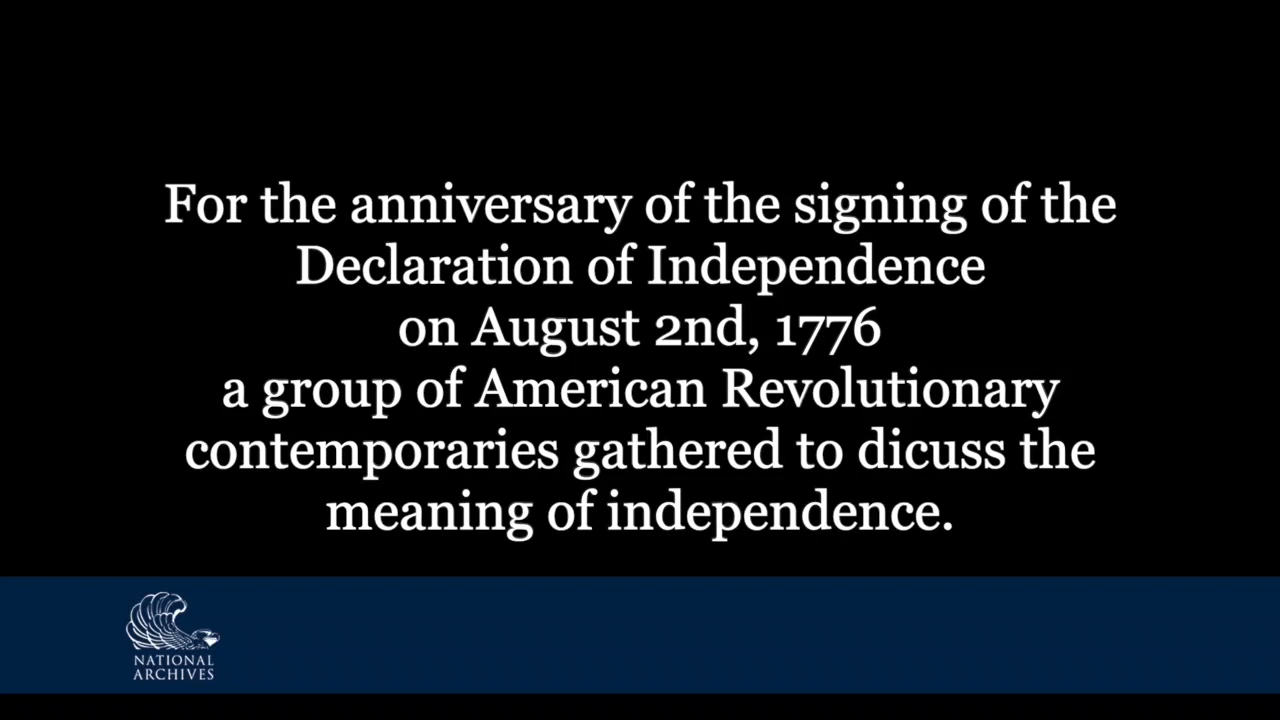 For the anniversary of the signing of the
Declaration of Independence
on August 2nd, 1776
a group of American Revolutionary
contemporaries gathered to dicuss the
meaning of independence.
NATIONAL
ARCHIVES